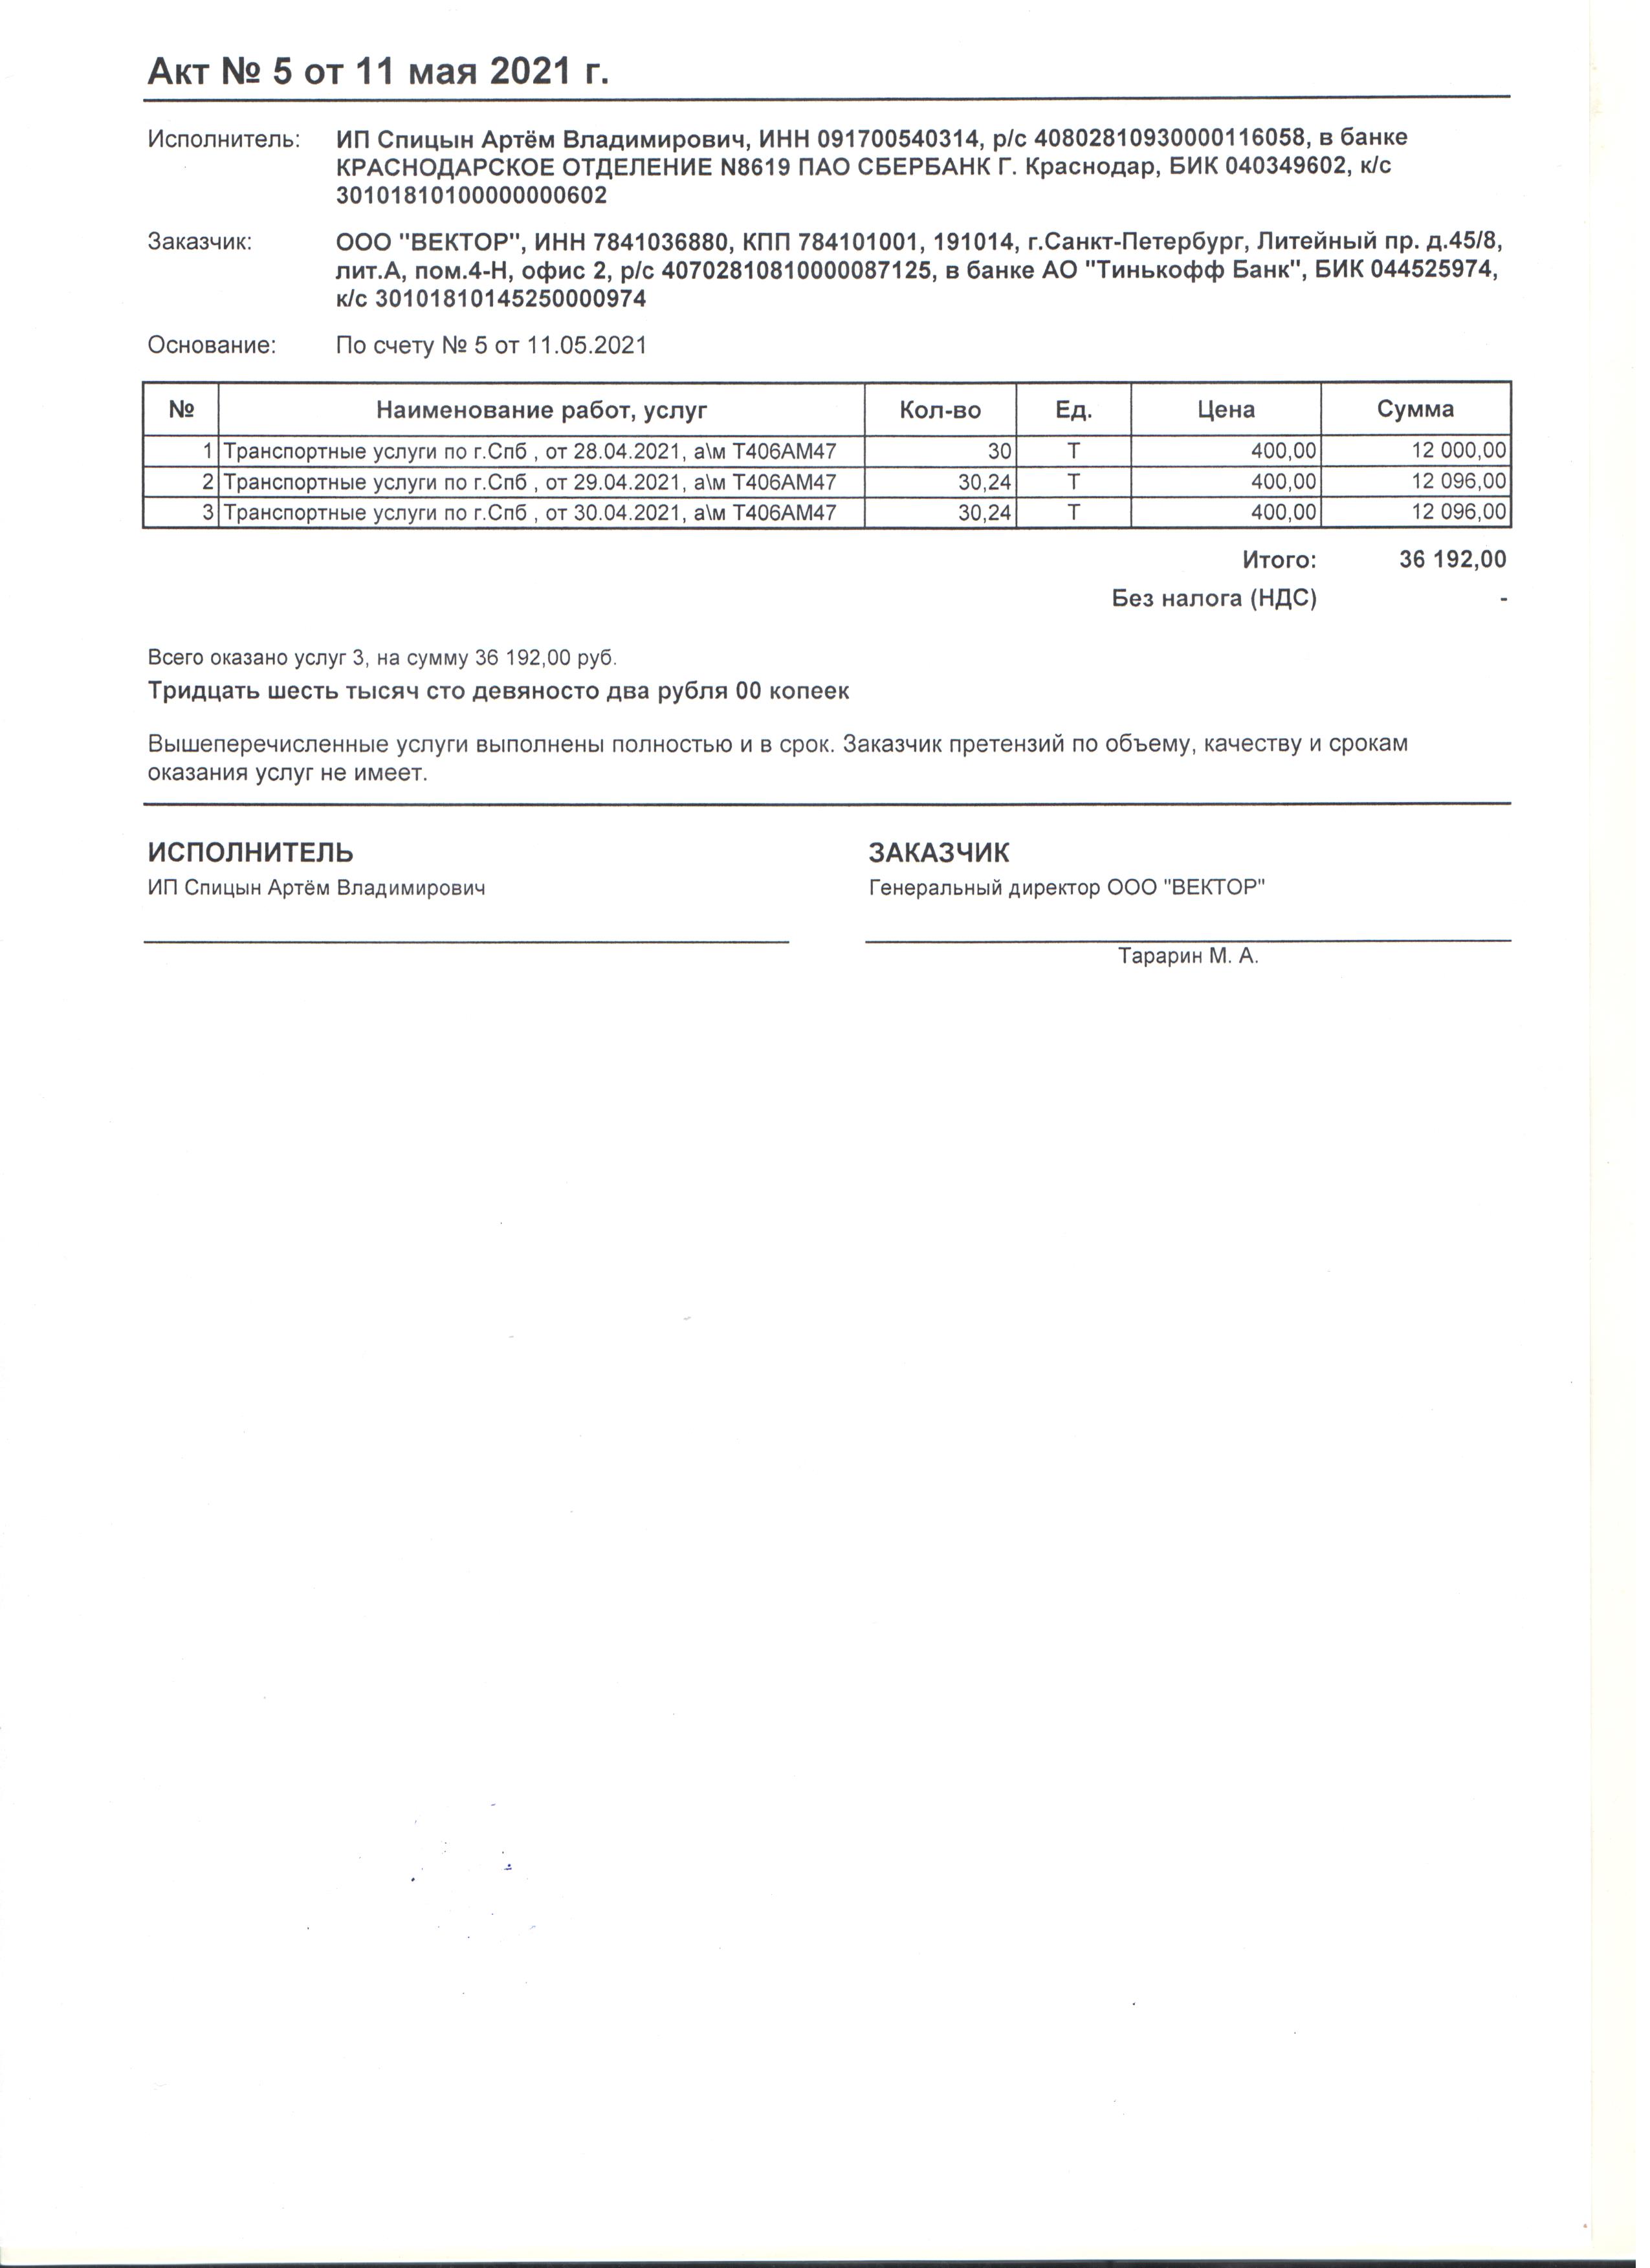 Акт № 5 от 11 мая 2021 г.
Исполнитель: ИП Спицын Артём Владимирович, ИНН 091700540314, р/с 40802810930000116058, в банке
КРАСНОДАРСКОЕ ОТДЕЛЕНИЕ N8619 ПАО СБЕРБАНК Г. Краснодар, БИК 040349602, к/с
30101810100000000602
Заказчик: ООО "ВЕКТОР", ИНН 7841036880, КПП 784101001, 191014, г.Санкт-Петербург, Литейный пр. д.45/8,
лит.А, пом.4-Н, офис 2, р/с 40702810810000087125, в банке АО "Тинькофф Банк", БИК 044525974,
к/с 30101810145250000974
Основание: По счету № 5 от 11.05.2021
№ Наименование работ, услуг Кол-во Ед. Цена Сумма
1 Транспортные услуги по г.Спб , от 28.04.2021, а\м Т406АМ47 30 Т 400,00 12 000,00
2 Транспортные услуги по г.Спб , от 29.04.2021, а\м Т406АМ47 30,24 Т 400,00 12 096,00
3 Транспортные услуги по г.Спб , от 30.04.2021, а\м Т406АМ47 30,24 Т 400,00 12 096,00
Итого: 36 192,00
Без налога (НДС) -
Всего оказано услуг 3, на сумму 36 192,00 руб.
Тридцать шесть тысяч сто девяносто два рубля 00 копеек
Вышеперечисленные услуги выполнены полностью и в срок. Заказчик претензий по объему, качеству и срокам
оказания услуг не имеет.
ИСПОЛНИТЕЛЬ ЗАКАЗЧИК
ИП Спицын Артём Владимирович Генеральный директор ООО "ВЕКТОР"
Тарарин М. А.